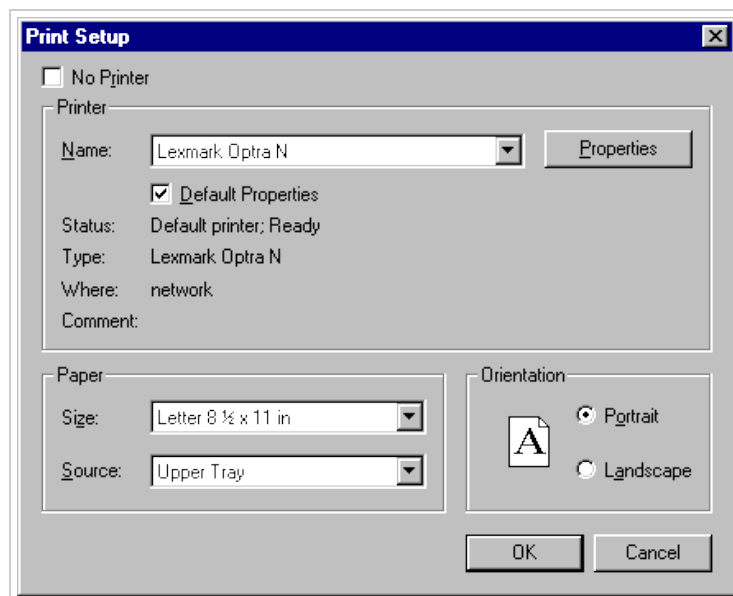 Print Setup
No Printer
Printer
Name: Lexmark Optra N Properties
Default Properties
Status: Default printer; Ready
Type: Lexmark Optra N
Where: network
Comment:
Paper
Size: Letter 8 ½ x 11 in
Source: Upper Tray
Orientation
A
Portrait
Landscape
OK Cancel